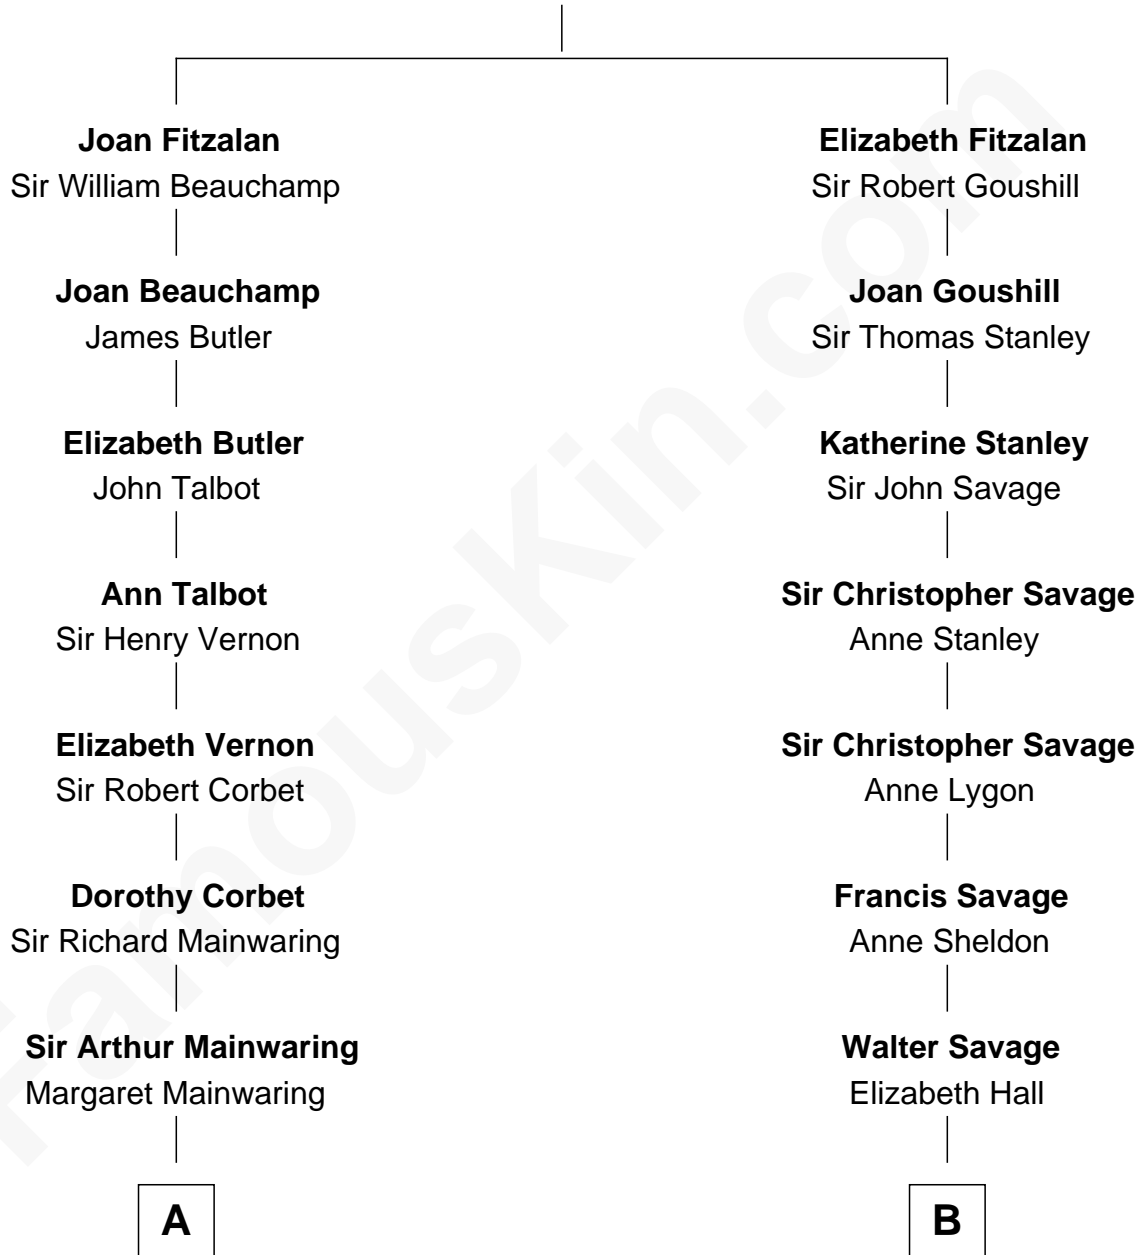 Joan Fitzalan
Sir William Beauchamp
Joan Beauchamp
James Butler
Elizabeth Butler
John Talbot
Ann Talbot
Sir Henry Vernon
Elizabeth Vernon
Sir Robert Corbet
Dorothy Corbet
Sir Richard Mainwaring
Sir Arthur Mainwaring
Margaret Mainwaring
A
Elizabeth Fitzalan
Sir Robert Goushill
Joan Goushill
Sir Thomas Stanley
Katherine Stanley
Sir John Savage
Sir Christopher Savage
Anne Stanley
Sir Christopher Savage
Anne Lygon
Francis Savage
Anne Sheldon
Walter Savage
Elizabeth Hall
B
FamousKin.com